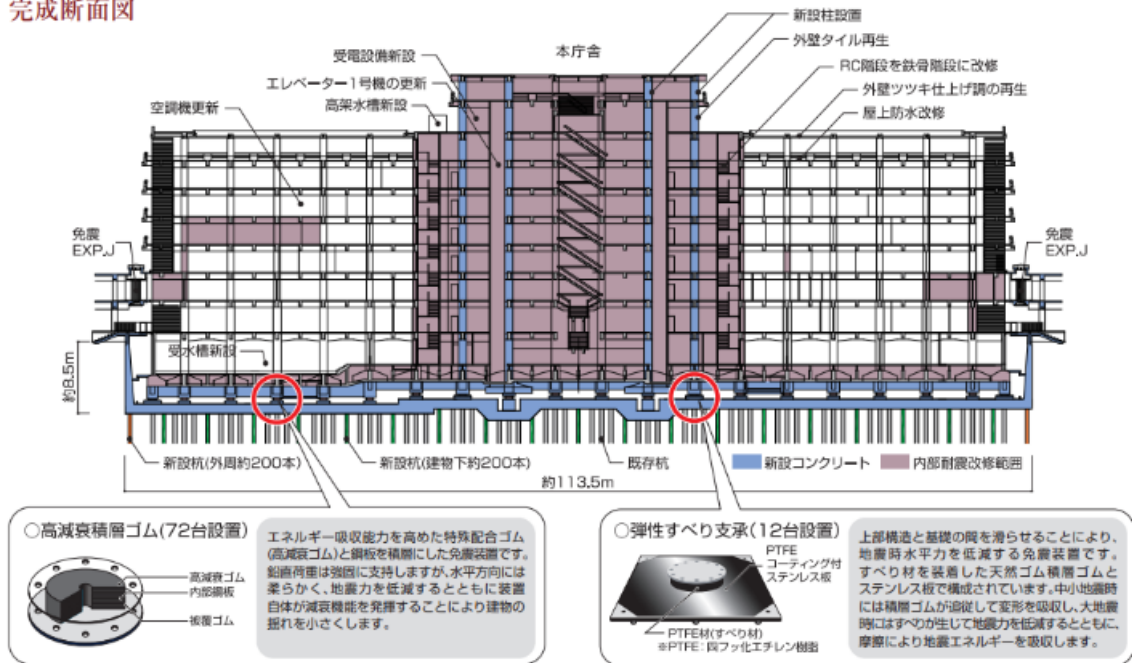 完成断面図
本庁舎
受電設備新設
エレベーター1号機の更新
高架水槽新設
空調機更新
新設柱設置
外壁タイル再生
RC階段を鉄骨階段に改修
外壁ツツキ仕上げ調の再生
屋上防水改修
免震
EXP.J
免震
EXP.J
受水槽新設
約8.5m
新設杭(外周約200本)
新設杭(建物下約200本)
既存杭
新設コンクリート
内部耐震改修範囲
約113.5m
○高減衰積層ゴム(72台設置)
高減衰ゴム
内部鋼板
被覆ゴム
エネルギー吸収能力を高めた特殊配合ゴム
(高減衰ゴム)と鋼板を積層にした免震装置です。
鉛直荷重は強固に支持しますが、水平方向には
柔らかく、地震力を低減するとともに装置
自体が減衰機能を発揮することにより建物の
揺れを小さくします。
○弾性すべり支承(12台設置)
PTFE
コーティング付
ステンレス板
PTFE材(すべり材)
※PTFE:四フッ化エチレン樹脂
上部構造と基礎の間を滑らせることにより、
地震時水平力を低減する免震装置です。
すべり材を装着した天然ゴム積層ゴムと
ステンレス板で構成されています。中小地震時
には積層ゴムが追従して変形を吸収し、大地震
時にはすべりが生じて地震力を低減するとともに、
摩擦により地震エネルギーを吸収します。